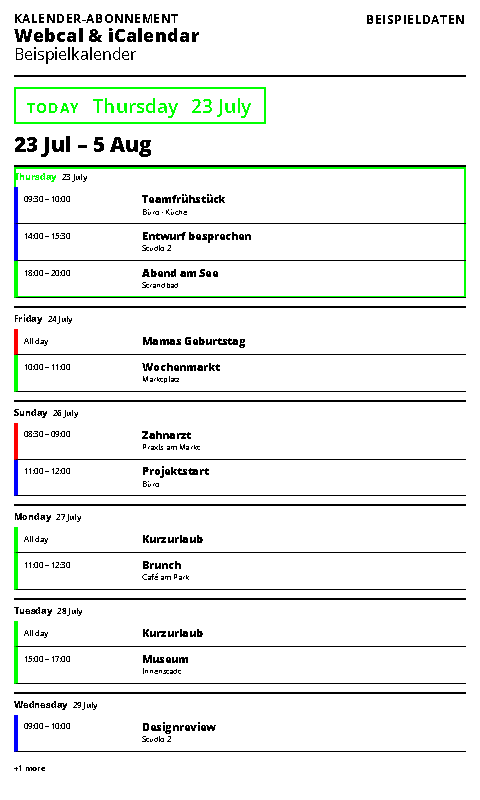 KALENDER-ABONNEMENT
BEISPIELDATEN
Webcal & iCalendar
Beispielkalender
TODAY Thursday 23 July
23 Jul – 5 Aug
Thursday 23 July
09:30 – 10:00 Teamfrühstück
Büro · Küche
14:00 – 15:30 Entwurf besprechen
Studio 2
18:00 – 20:00 Abend am See
Strandbad
Friday 24 July
All day Mamas Geburtstag
10:00 – 11:00 Wochenmarkt
Marktplatz
Sunday 26 July
08:30 – 09:00 Zahnarzt
Praxis am Markt
11:00 – 12:00 Projektstart
Büro
Monday 27 July
All day Kurzurlaub
11:00 – 12:30 Brunch
Café am Park
Tuesday 28 July
All day Kurzurlaub
15:00 – 17:00 Museum
Innenstadt
Wednesday 29 July
09:00 – 10:00 Designreview
Studio 2
+1 more